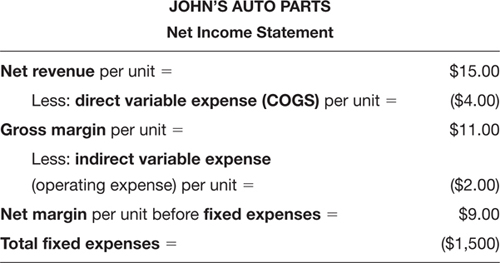 JOHN'S AUTO PARTS
Net Income Statement
Net revenue per unit = $15.00
Less: direct variable expense (COGS) per unit = ($4.00)
Gross margin per unit = $11.00
Less: indirect variable expense
(operating expense) per unit = ($2.00)
Net margin per unit before fixed expenses = $9.00
Total fixed expenses = ($1,500)